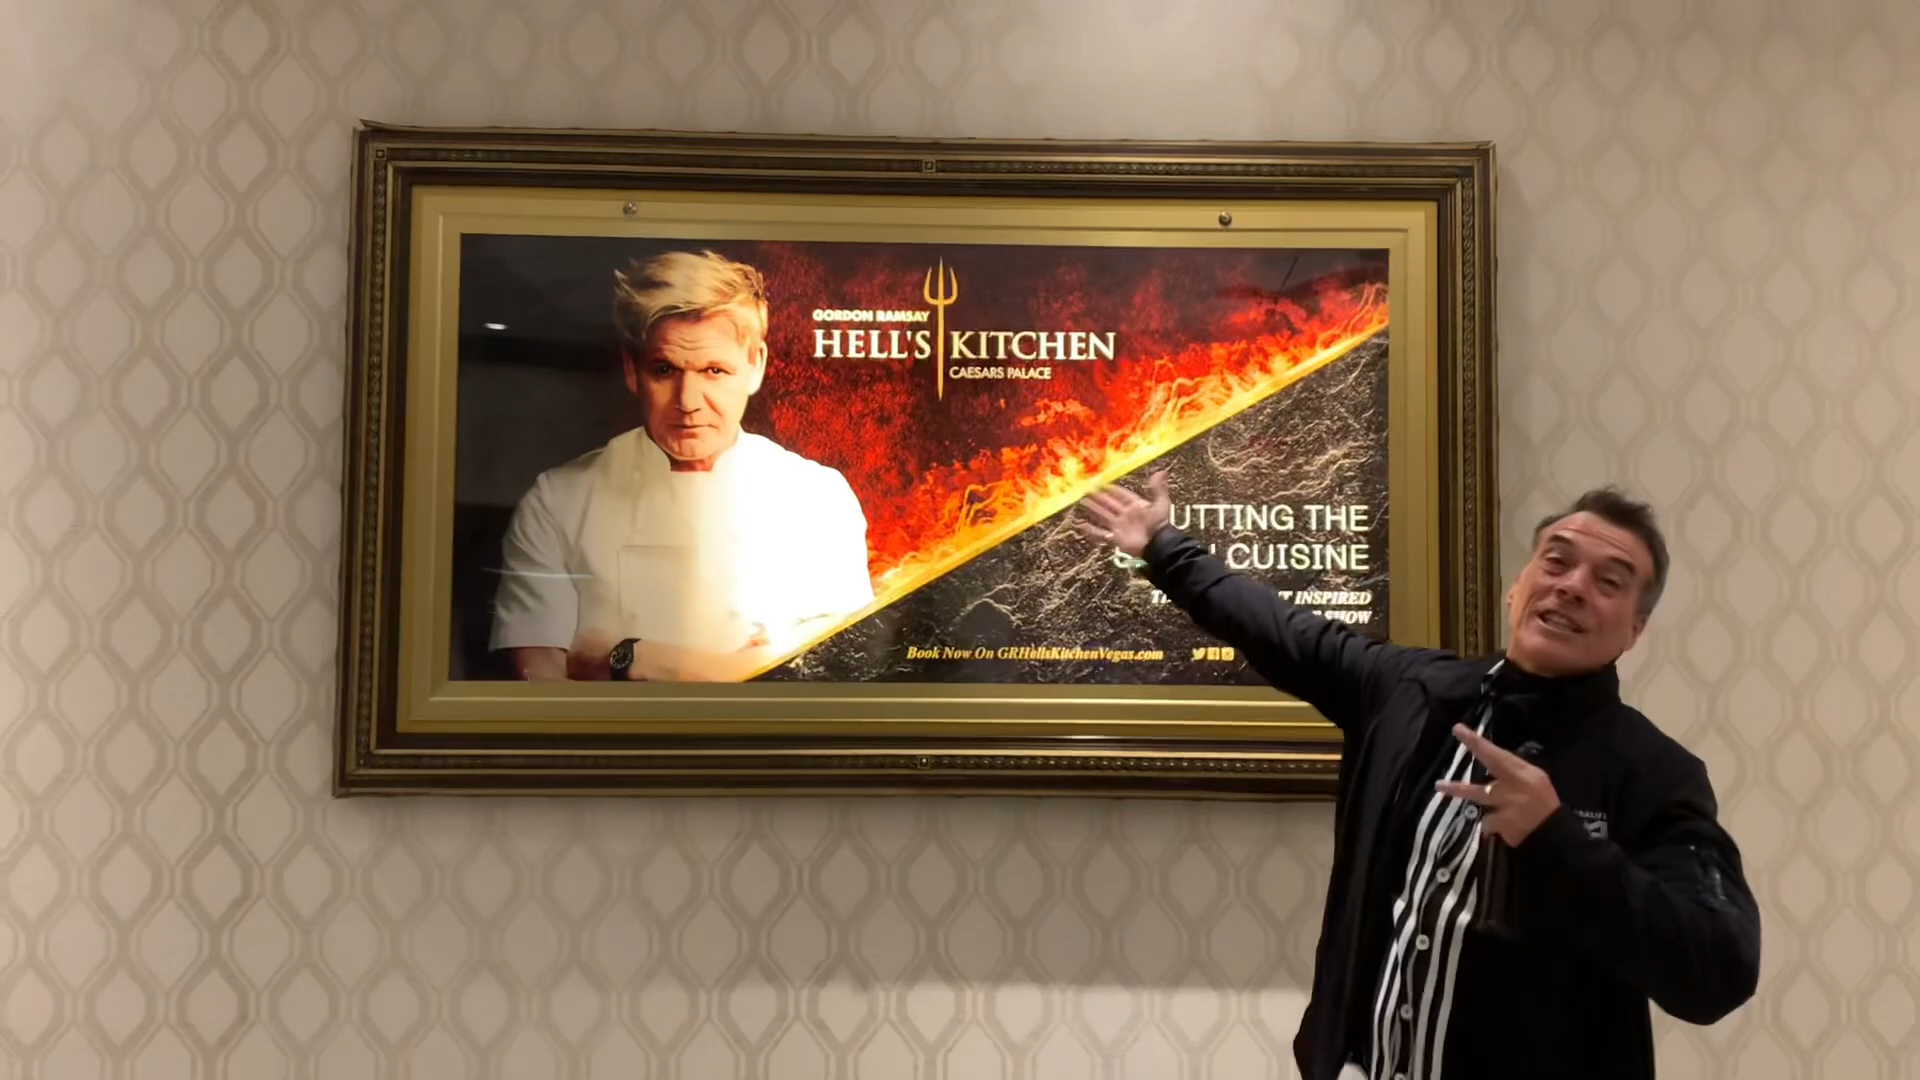 GORDON RAMSAY
HELL'S KITCHEN
CAESARS PALACE
UTTING THE
CUISINE
INSPIRED
SHOW
Book Now On GRHellsKitchenVegas.com